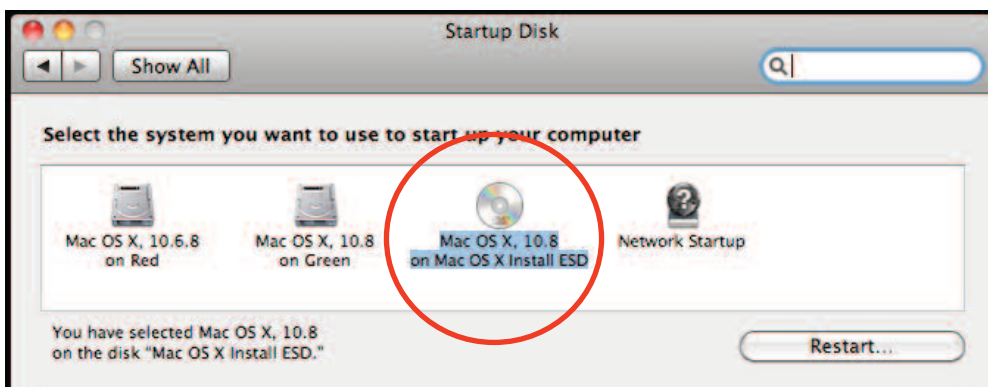 Startup Disk
Show All
Select the system you want to use to start up your computer
Mac OS X, 10.6.8
on Red
Mac OS X, 10.8
on Green
Mac OS X, 10.8
on Mac OS X Install ESD
Network Startup
You have selected Mac OS X, 10.8
on the disk "Mac OS X Install ESD."
Restart...